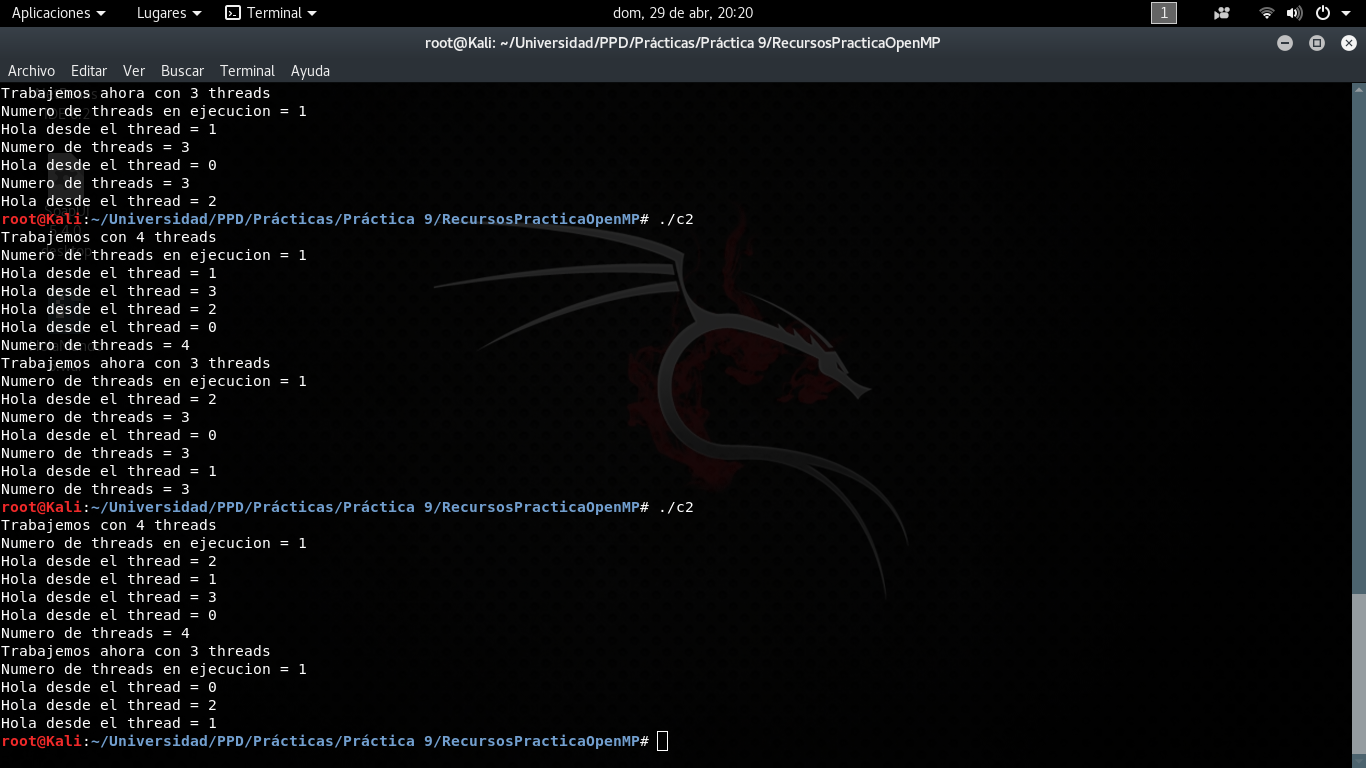 Aplicaciones Lugares Terminal dom, 29 de abr, 20:20 1
root@Kali: ~/Universidad/PPD/Prácticas/Práctica 9/RecursosPracticaOpenMP
Archivo Editar Ver Buscar Terminal Ayuda
Trabajemos ahora con 3 threads
Numero de threads en ejecucion = 1
Hola desde el thread = 1
Numero de threads = 3
Hola desde el thread = 0
Numero de threads = 3
Hola desde el thread = 2
root@Kali:~/Universidad/PPD/Prácticas/Práctica 9/RecursosPracticaOpenMP# ./c2
Trabajemos con 4 threads
Numero de threads en ejecucion = 1
Hola desde el thread = 1
Hola desde el thread = 3
Hola desde el thread = 2
Hola desde el thread = 0
Numero de threads = 4
Trabajemos ahora con 3 threads
Numero de threads en ejecucion = 1
Hola desde el thread = 2
Numero de threads = 3
Hola desde el thread = 0
Numero de threads = 3
Hola desde el thread = 1
Numero de threads = 3
root@Kali:~/Universidad/PPD/Prácticas/Práctica 9/RecursosPracticaOpenMP# ./c2
Trabajemos con 4 threads
Numero de threads en ejecucion = 1
Hola desde el thread = 2
Hola desde el thread = 1
Hola desde el thread = 3
Hola desde el thread = 0
Numero de threads = 4
Trabajemos ahora con 3 threads
Numero de threads en ejecucion = 1
Hola desde el thread = 0
Hola desde el thread = 2
Hola desde el thread = 1
root@Kali:~/Universidad/PPD/Prácticas/Práctica 9/RecursosPracticaOpenMP#